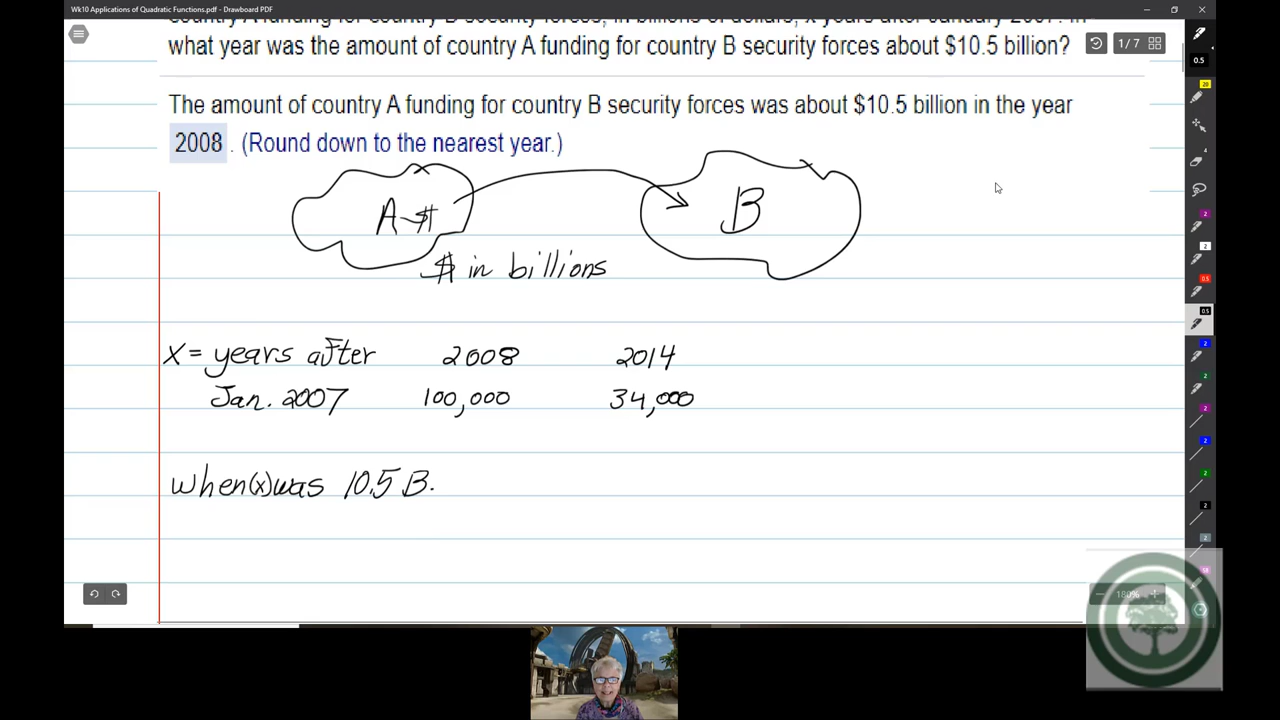 Wk10 Applications of Quadratic Functions.pdf - Drawboard PDF
what year was the amount of country A funding for country B security forces about $10.5 billion?
1/7
0.5
The amount of country A funding for country B security forces was about $10.5 billion in the year
2008 . (Round down to the nearest year.)
A-$ B
$ in billions
X = years after 2008 2014
Jan. 2007 100,000 34,000
when(x)was 10.5 B.
180%